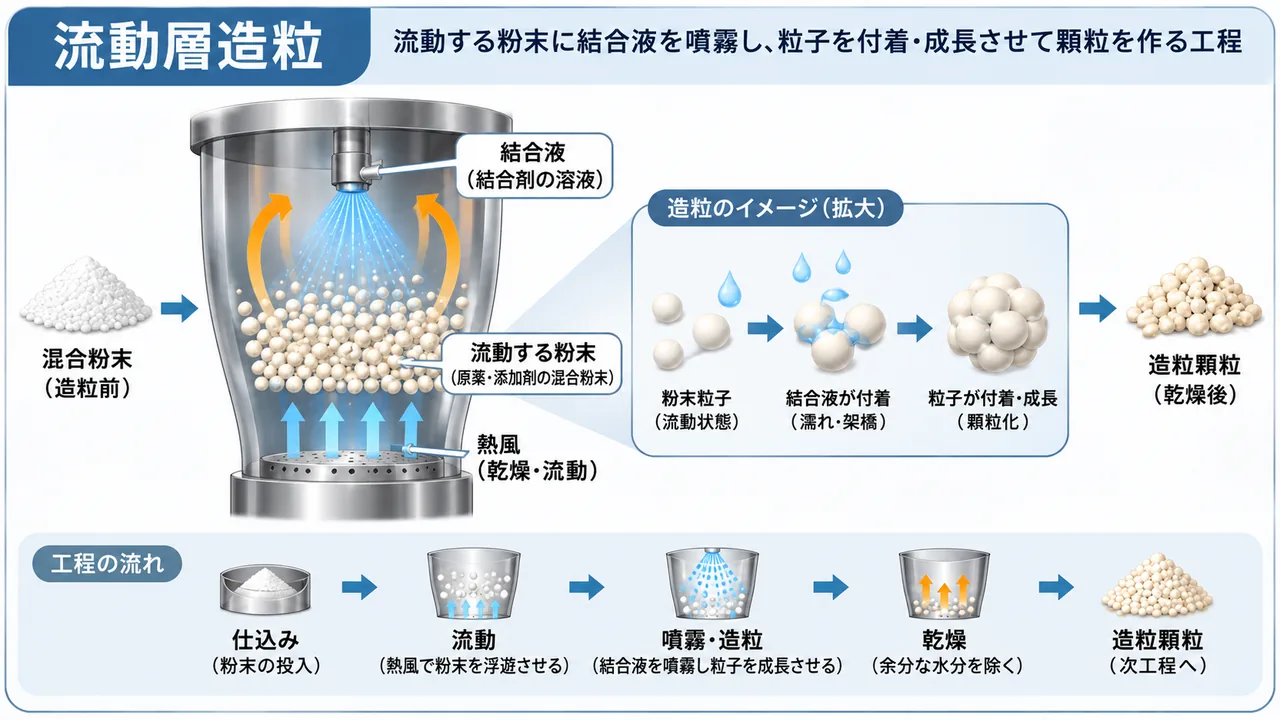 流動層造粒
流動する粉末に結合液を噴霧し、粒子を付着・成長させて顆粒を作る工程
結合液
（結合剤の溶液）
造粒のイメージ（拡大）
混合粉末
（造粒前）
流動する粉末
（原薬・添加剤の混合粉末）
熱風
（乾燥・流動）
粉末粒子
（流動状態）
結合液が付着
（濡れ・架橋）
粒子が付着・成長
（顆粒化）
造粒顆粒
（乾燥後）
工程の流れ
仕込み
（粉末の投入）
流動
（熱風で粉末を浮遊させる）
噴霧・造粒
（結合液を噴霧し粒子を成長させる）
乾燥
（余分な水分を除く）
造粒顆粒
（次工程へ）